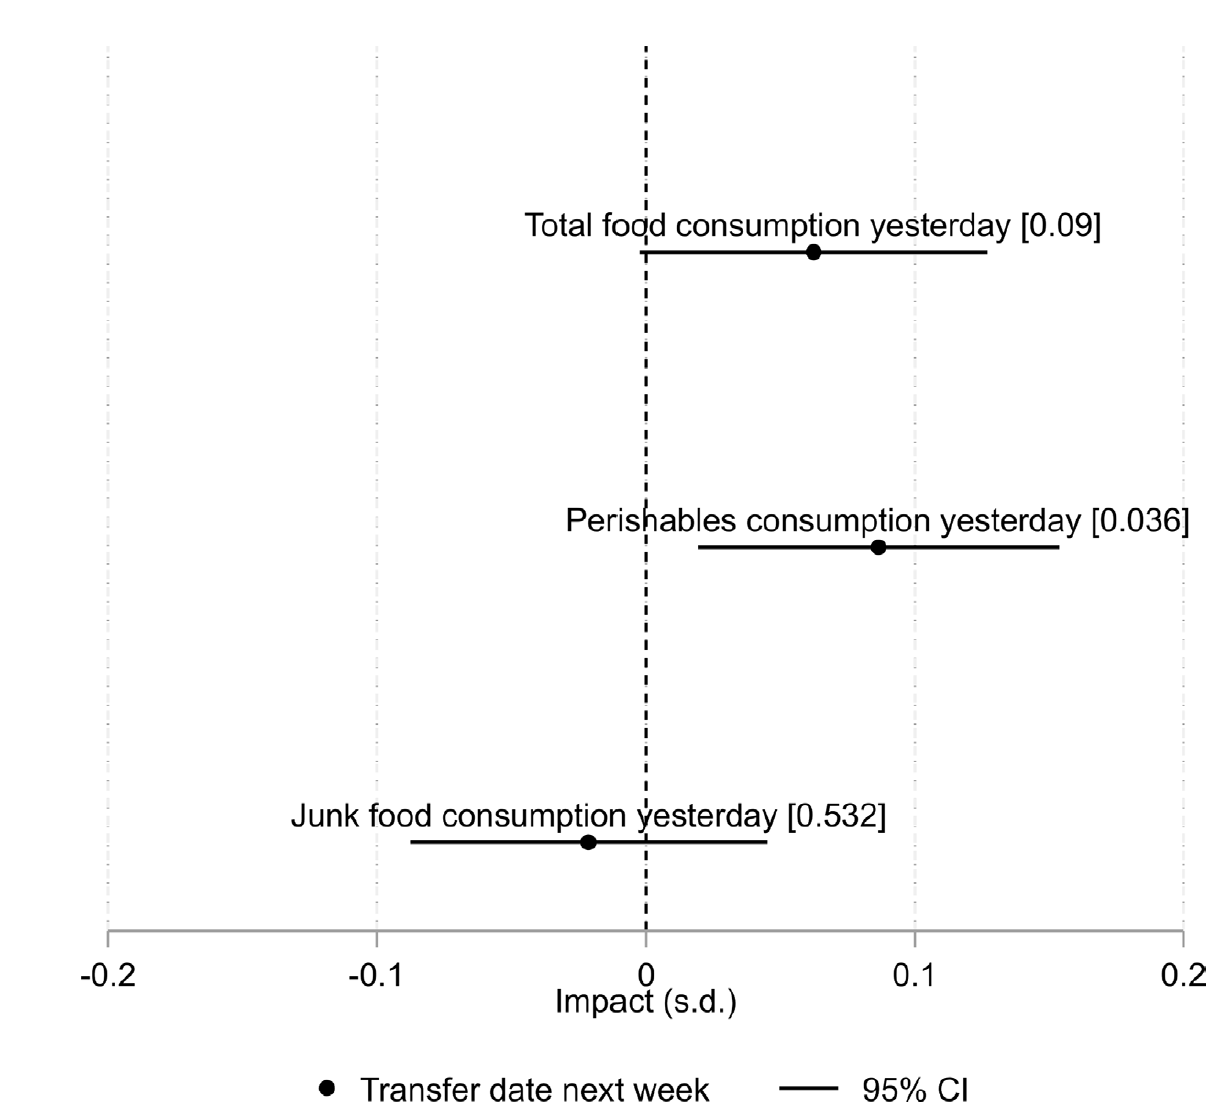 Total food consumption yesterday [0.09]
Perishables consumption yesterday [0.036]
Junk food consumption yesterday [0.532]
-0.2 -0.1 0 0.1 0.2
Impact (s.d.)
Transfer date next week 95% CI